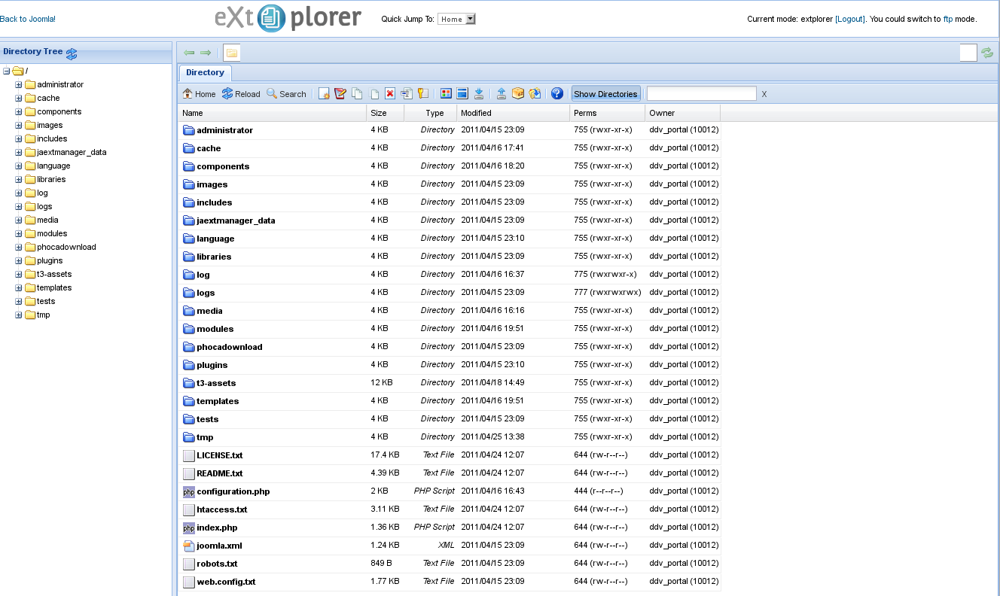 Back to Joomla!
eXtplorer
Quick Jump To: Home
Current mode: extplorer [Logout]. You could switch to ftp mode.
Directory Tree
/
administrator
cache
components
images
includes
jaextmanager_data
language
libraries
log
logs
media
modules
phocadownload
plugins
t3-assets
templates
tests
tmp
Directory
Home Reload Search Show Directories X
Name Size Type Modified Perms Owner
administrator 4 KB Directory 2011/04/15 23:09 755 (rwxr-xr-x) ddv_portal (10012)
cache 4 KB Directory 2011/04/16 17:41 755 (rwxr-xr-x) ddv_portal (10012)
components 4 KB Directory 2011/04/16 18:20 755 (rwxr-xr-x) ddv_portal (10012)
images 4 KB Directory 2011/04/15 23:09 755 (rwxr-xr-x) ddv_portal (10012)
includes 4 KB Directory 2011/04/15 23:09 755 (rwxr-xr-x) ddv_portal (10012)
jaextmanager_data 4 KB Directory 2011/04/15 23:09 755 (rwxr-xr-x) ddv_portal (10012)
language 4 KB Directory 2011/04/15 23:10 755 (rwxr-xr-x) ddv_portal (10012)
libraries 4 KB Directory 2011/04/15 23:09 755 (rwxr-xr-x) ddv_portal (10012)
log 4 KB Directory 2011/04/16 16:37 775 (rwxrwxr-x) ddv_portal (10012)
logs 4 KB Directory 2011/04/15 23:09 777 (rwxrwxrwx) ddv_portal (10012)
media 4 KB Directory 2011/04/16 16:16 755 (rwxr-xr-x) ddv_portal (10012)
modules 4 KB Directory 2011/04/16 19:51 755 (rwxr-xr-x) ddv_portal (10012)
phocadownload 4 KB Directory 2011/04/15 23:09 755 (rwxr-xr-x) ddv_portal (10012)
plugins 4 KB Directory 2011/04/15 23:10 755 (rwxr-xr-x) ddv_portal (10012)
t3-assets 12 KB Directory 2011/04/18 14:49 755 (rwxr-xr-x) ddv_portal (10012)
templates 4 KB Directory 2011/04/16 19:51 755 (rwxr-xr-x) ddv_portal (10012)
tests 4 KB Directory 2011/04/15 23:09 755 (rwxr-xr-x) ddv_portal (10012)
tmp 4 KB Directory 2011/04/25 13:38 755 (rwxr-xr-x) ddv_portal (10012)
LICENSE.txt 17.4 KB Text File 2011/04/24 12:07 644 (rw-r--r--) ddv_portal (10012)
README.txt 4.39 KB Text File 2011/04/24 12:07 644 (rw-r--r--) ddv_portal (10012)
php configuration.php 2 KB PHP Script 2011/04/16 16:43 444 (r--r--r--) ddv_portal (10012)
htaccess.txt 3.11 KB Text File 2011/04/24 12:07 644 (rw-r--r--) ddv_portal (10012)
php index.php 1.36 KB PHP Script 2011/04/24 12:07 644 (rw-r--r--) ddv_portal (10012)
joomla.xml 1.24 KB XML 2011/04/15 23:09 644 (rw-r--r--) ddv_portal (10012)
robots.txt 849 B Text File 2011/04/15 23:09 644 (rw-r--r--) ddv_portal (10012)
web.config.txt 1.77 KB Text File 2011/04/15 23:09 644 (rw-r--r--) ddv_portal (10012)